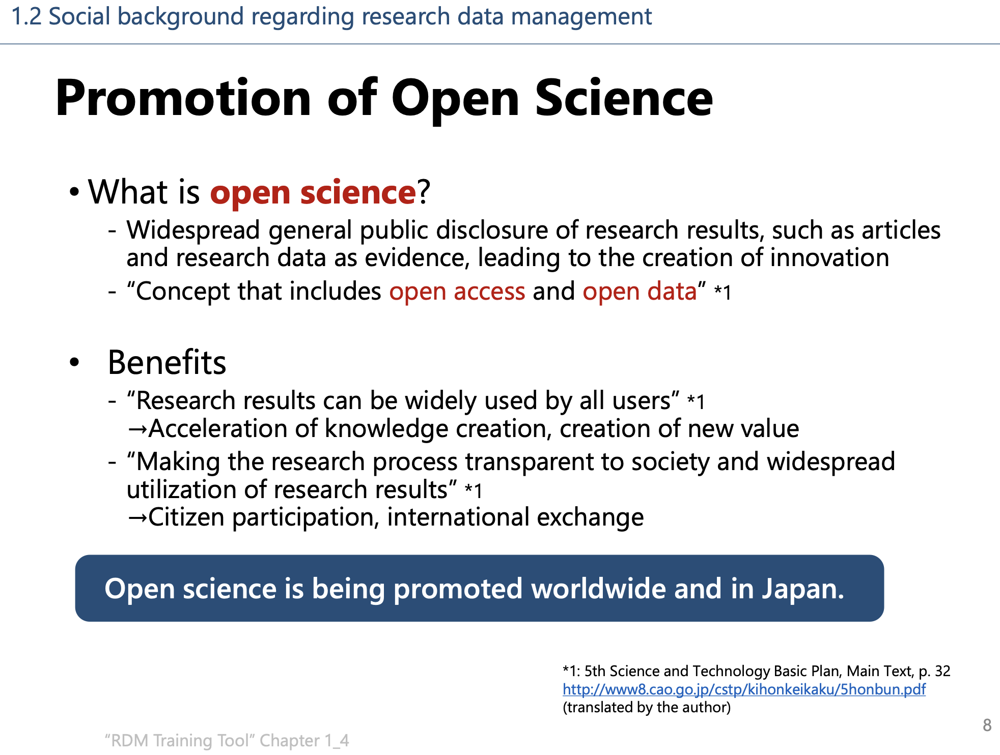 1.2 Social background regarding research data management
Promotion of Open Science
• What is open science?
- Widespread general public disclosure of research results, such as articles
and research data as evidence, leading to the creation of innovation
- “Concept that includes open access and open data” *1
• Benefits
- “Research results can be widely used by all users” *1
→Acceleration of knowledge creation, creation of new value
- “Making the research process transparent to society and widespread
utilization of research results” *1
→Citizen participation, international exchange
Open science is being promoted worldwide and in Japan.
*1: 5th Science and Technology Basic Plan, Main Text, p. 32
http://www8.cao.go.jp/cstp/kihonkeikaku/5honbun.pdf
(translated by the author)
8
“RDM Training Tool” Chapter 1_4